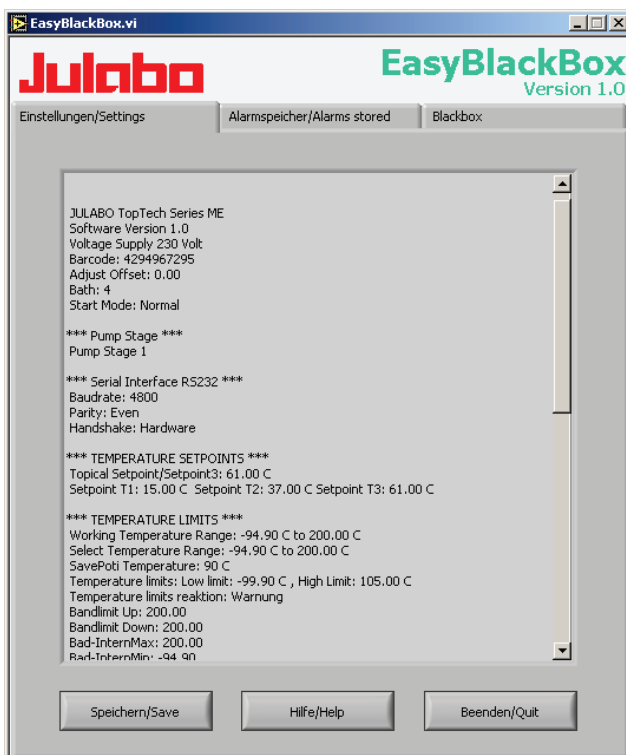 EasyBlackBox.vi
Julabo
EasyBlackBox
Version 1.0
Einstellungen/Settings Alarmspeicher/Alarms stored Blackbox
JULABO TopTech Series ME
Software Version 1.0
Voltage Supply 230 Volt
Barcode: 4294967295
Adjust Offset: 0.00
Bath: 4
Start Mode: Normal
*** Pump Stage ***
Pump Stage 1
*** Serial Interface RS232 ***
Baudrate: 4800
Parity: Even
Handshake: Hardware
*** TEMPERATURE SETPOINTS ***
Topical Setpoint/Setpoint3: 61.00 C
Setpoint T1: 15.00 C Setpoint T2: 37.00 C Setpoint T3: 61.00 C
*** TEMPERATURE LIMITS ***
Working Temperature Range: -94.90 C to 200.00 C
Select Temperature Range: -94.90 C to 200.00 C
SavePoti Temperature: 90 C
Temperature limits: Low limit: -99.90 C , High Limit: 105.00 C
Temperature limits reaktion: Warnung
Bandlimit Up: 200.00
Bandlimit Down: 200.00
Bad-InternMax: 200.00
Bad-InternMin: -94.90
Speichern/Save Hilfe/Help Beenden/Quit